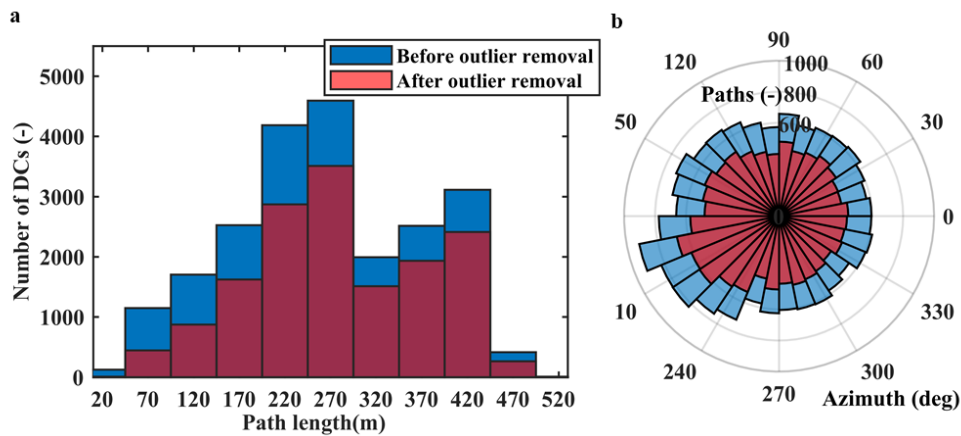 a
Number of DCs (-)
5000
4000
3000
2000
1000
0
Before outlier removal
After outlier removal
20 70 120 170 220 270 320 370 420 470 520
Path length(m)
b
90
120
60
1000
Paths (-) 800
600
50
30
0
0
10
330
240
300
270
Azimuth (deg)